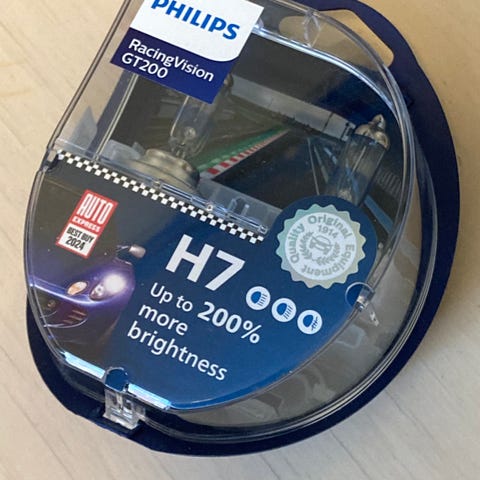 PHILIPS
RacingVision
GT200
AUTO
EXPRESS
BEST BUY
2024
H7
Up to 200%
more
brightness
Quality Original Equipment
1914